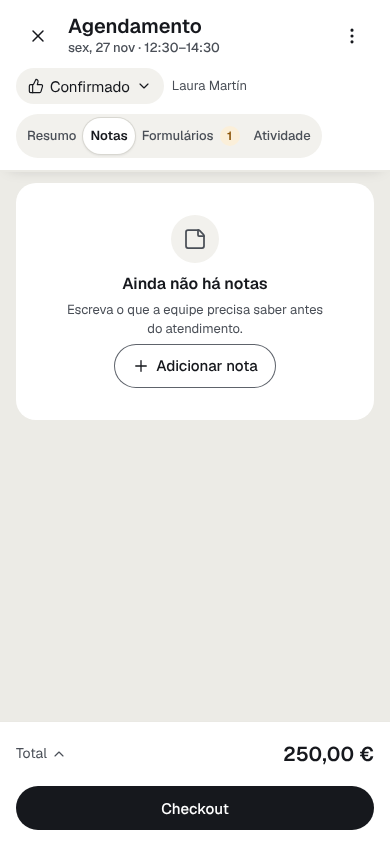 Agendamento
sex, 27 nov · 12:30–14:30
Confirmado
Laura Martín
Resumo Notas Formulários 1 Atividade
Ainda não há notas
Escreva o que a equipe precisa saber antes
do atendimento.
Adicionar nota
Total 250,00 €
Checkout